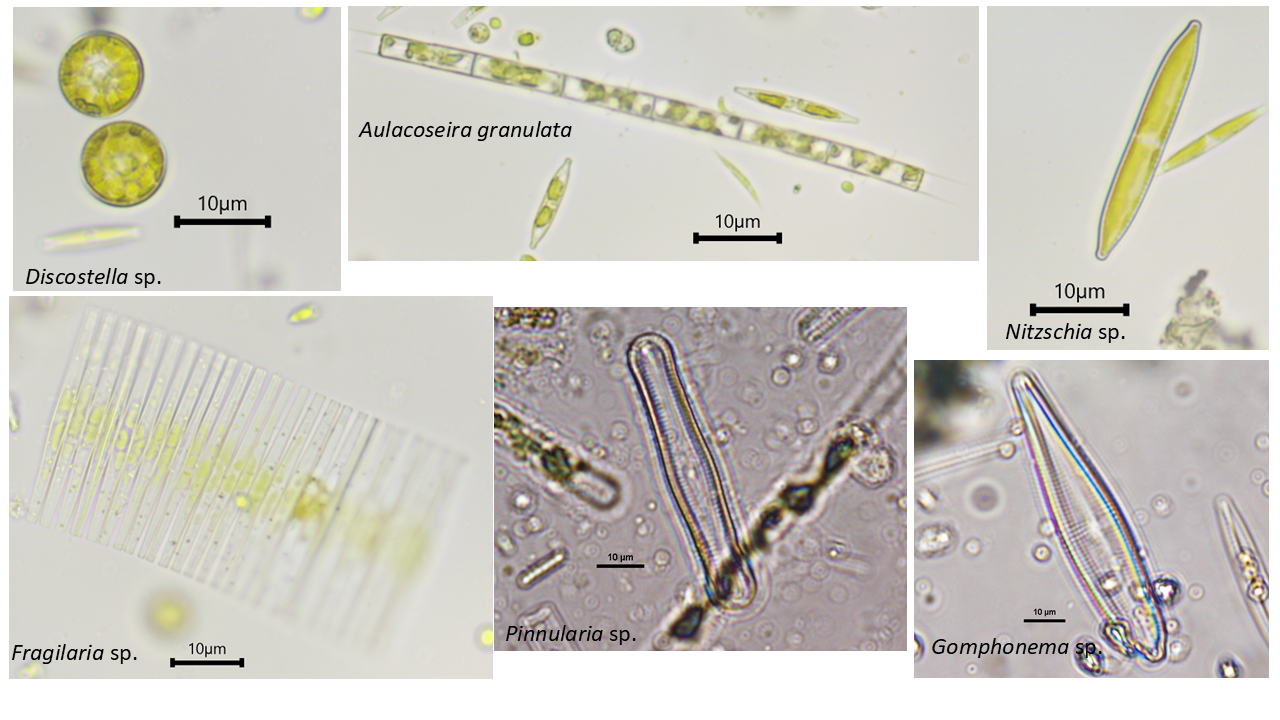 10µm
Discostella sp.
Aulacoseira granulata
10µm
10µm
Nitzschia sp.
Fragilaria sp.
10µm
10 µm
Pinnularia sp.
10 µm
Gomphonema sp.